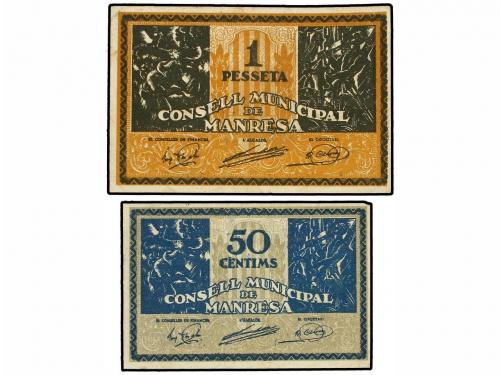 1
PESSETA
CONSELL MUNICIPAL
DE
MANRESA
EL CONSELLER DE FINANCES, L'ALCALDE, EL DIPOSITARI
50
CENTIMS
CONSELL MUNICIPAL
DE
MANRESA
EL CONSELLER DE FINANCES, L'ALCALDE, EL DIPOSITARI